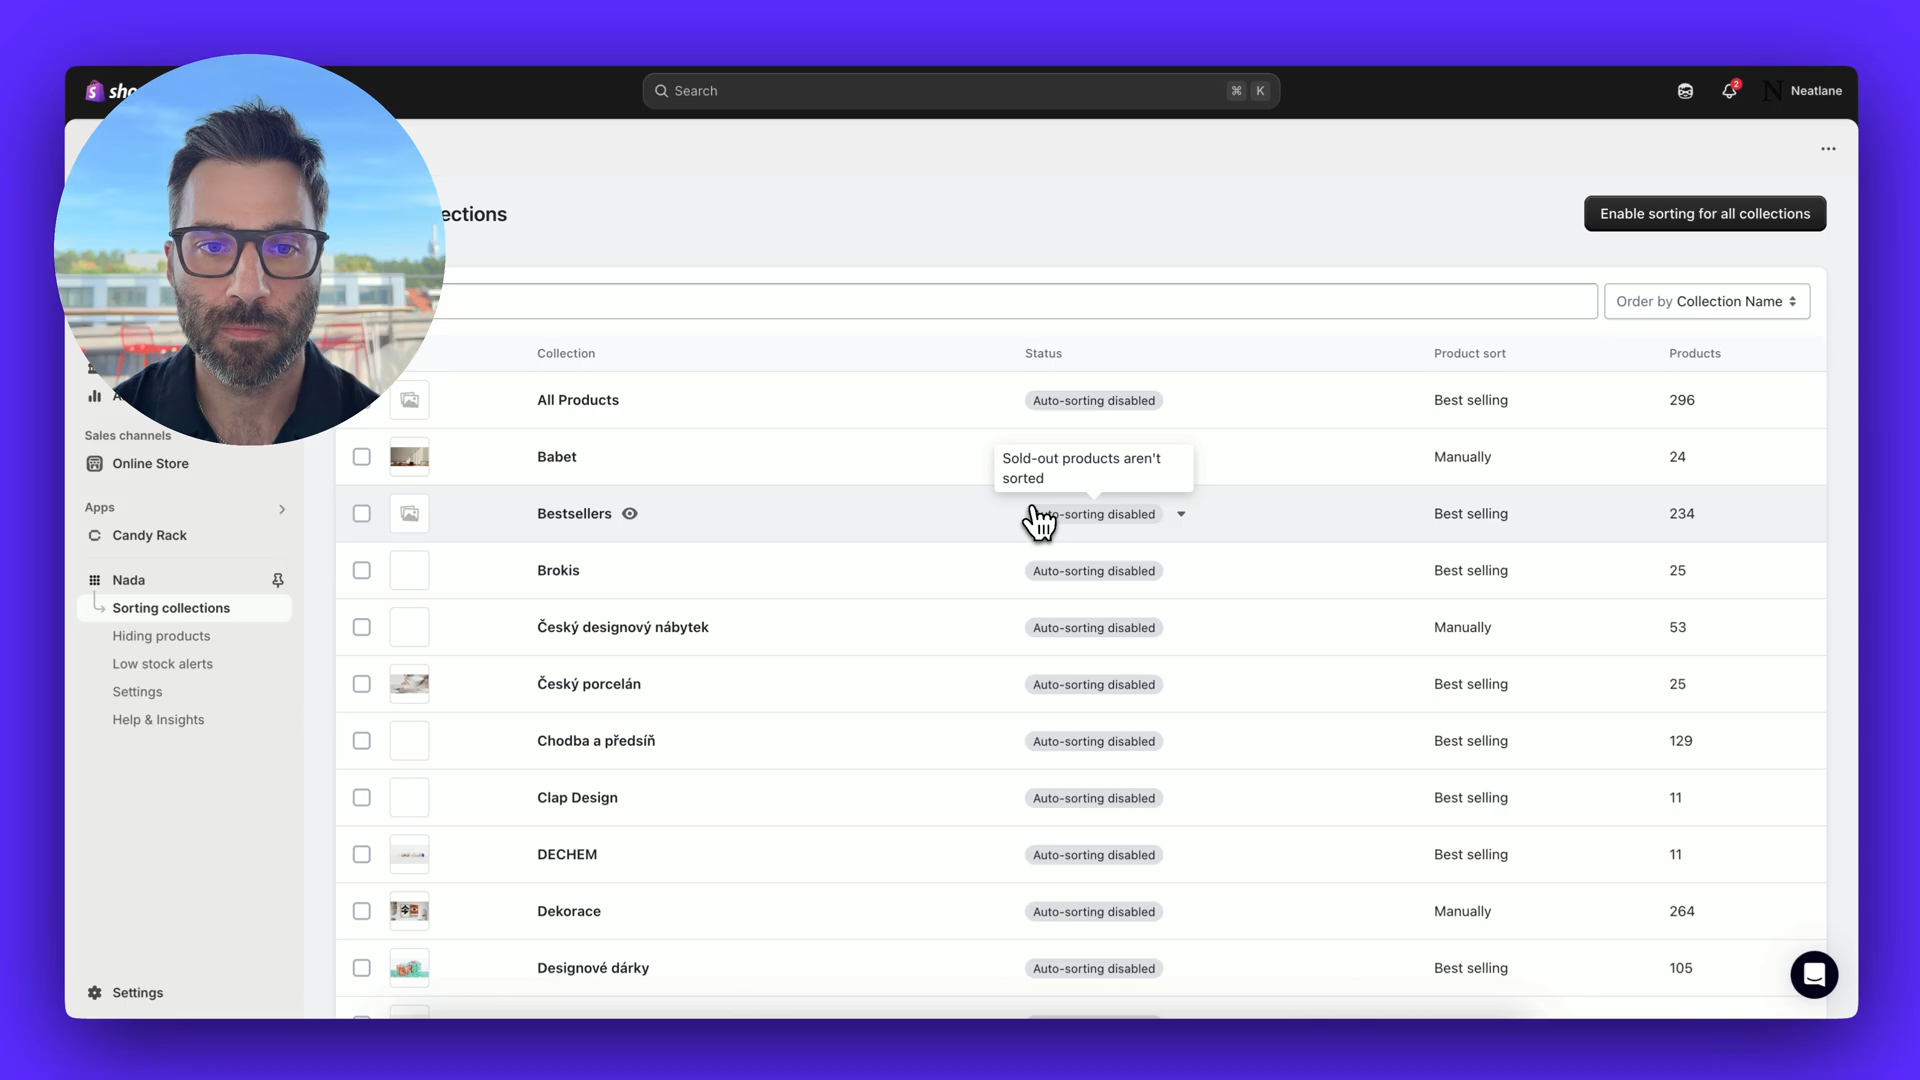 Search
⌘ K
2
Neatlane
Enable sorting for all collections
Order by Collection Name
Collection Status Product sort Products
All Products Auto-sorting disabled Best selling 296
Sales channels
Online Store
Babet Manually 24
Sold-out products aren't
sorted
Apps
Bestsellers Best selling 234
Candy Rack
Brokis Auto-sorting disabled Best selling 25
Nada
Sorting collections
Český designový nábytek Auto-sorting disabled Manually 53
Hiding products
Low stock alerts
Český porcelán Auto-sorting disabled Best selling 25
Settings
Help & Insights
Chodba a předsíň Auto-sorting disabled Best selling 129
Clap Design Auto-sorting disabled Best selling 11
DECHEM Auto-sorting disabled Best selling 11
Dekorace Auto-sorting disabled Manually 264
Designové dárky Auto-sorting disabled Best selling 105
Settings